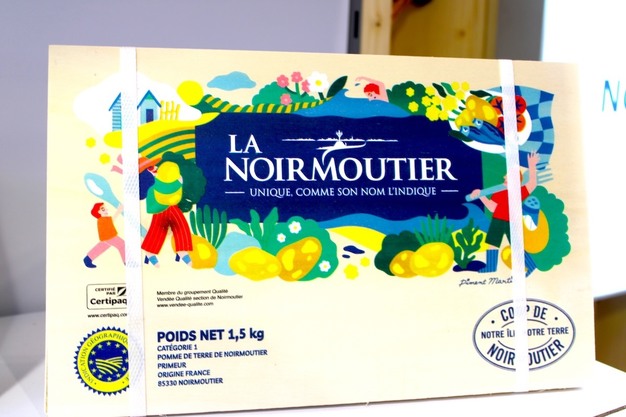 LA
NOIRMOUTIER
UNIQUE, COMME SON NOM L'INDIQUE
CERTIFIÉ
PAR
Certipaq
www.certipaq.com
Membre du groupement Qualité
Vendée Qualité section de Noirmoutier
www.vendee-qualite.com
POIDS NET 1,5 kg
CATÉGORIE 1
POMME DE TERRE DE NOIRMOUTIER
PRIMEUR
ORIGINE FRANCE
85330 NOIRMOUTIER
INDICATION GÉOGRAPHIQUE
DE
NOTRE ÎLE NOTRE TERRE
NOIRMOUTIER